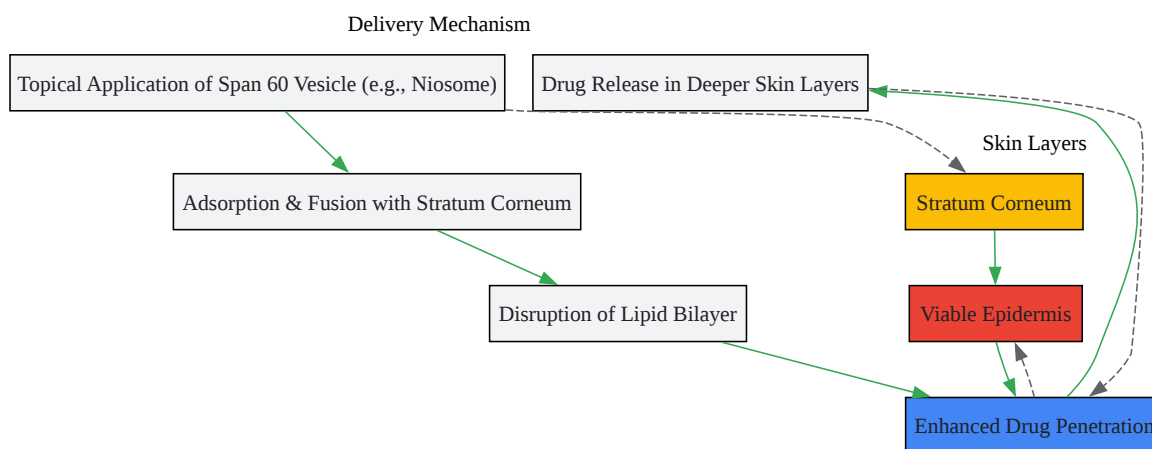 Delivery Mechanism
Topical Application of Span 60 Vesicle (e.g., Niosome)
Drug Release in Deeper Skin Layers
Skin Layers
Adsorption & Fusion with Stratum Corneum
Stratum Corneum
Disruption of Lipid Bilayer
Viable Epidermis
Enhanced Drug Penetration